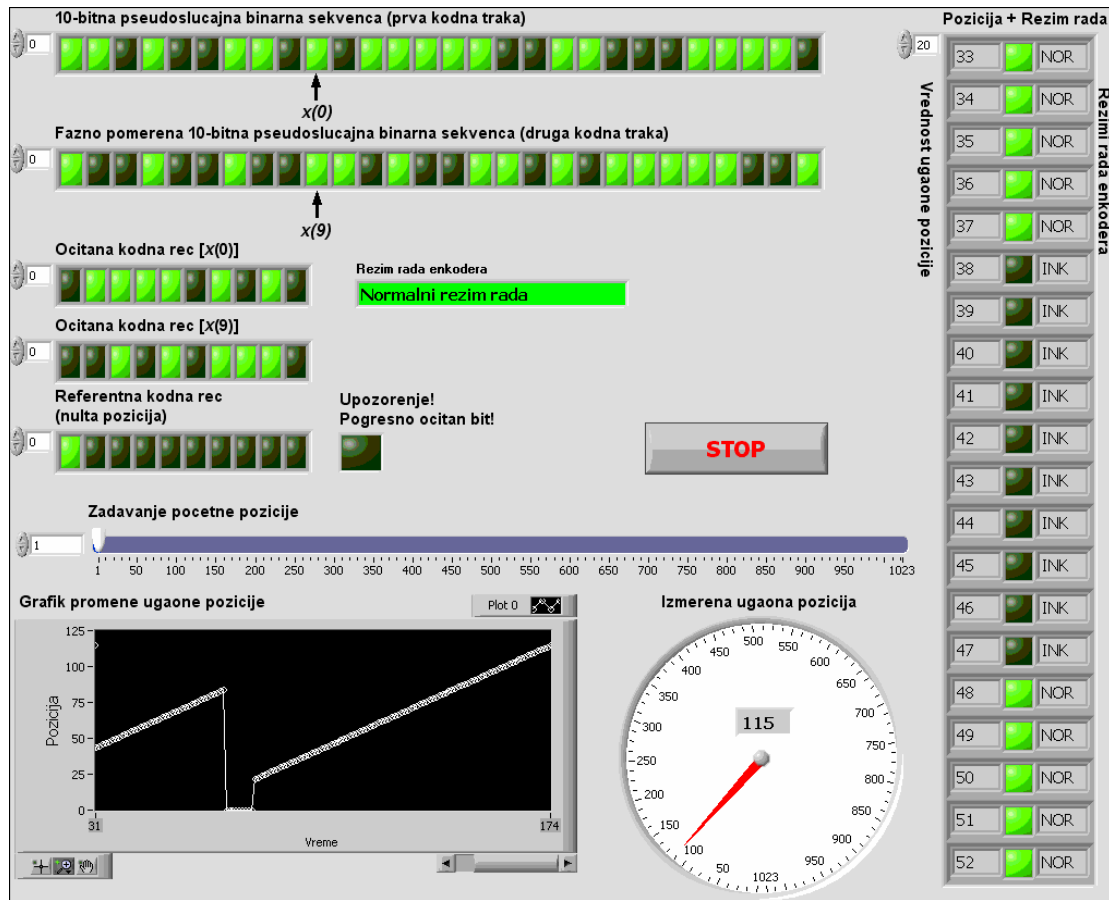 10-bitna pseudoslucajna binarna sekvenca (prva kodna traka)
0
x(0)
Fazno pomerena 10-bitna pseudoslucajna binarna sekvenca (druga kodna traka)
0
x(9)
Ocitana kodna rec [x(0)]
0
Rezim rada enkodera
Normalni rezim rada
Ocitana kodna rec [x(9)]
0
Referentna kodna rec
(nulta pozicija)
0
Upozorenje!
Pogresno ocitan bit!
STOP
Zadavanje pocetne pozicije
1
1 50 100 150 200 250 300 350 400 450 500 550 600 650 700 750 800 850 900 950 1023
Grafik promene ugaone pozicije
Plot 0
Pozicija
125
100
75
50
25
0
31 174
Vreme
Izmerena ugaona pozicija
1023 50 100 150 200 250 300 350 400 450 500 550 600 650 700 750 800 850 900 950
115
Pozicija + Rezim rada
20
Vrednost ugaone pozicije
Rezimi rada enkodera
33 NOR
34 NOR
35 NOR
36 NOR
37 NOR
38 INK
39 INK
40 INK
41 INK
42 INK
43 INK
44 INK
45 INK
46 INK
47 INK
48 NOR
49 NOR
50 NOR
51 NOR
52 NOR